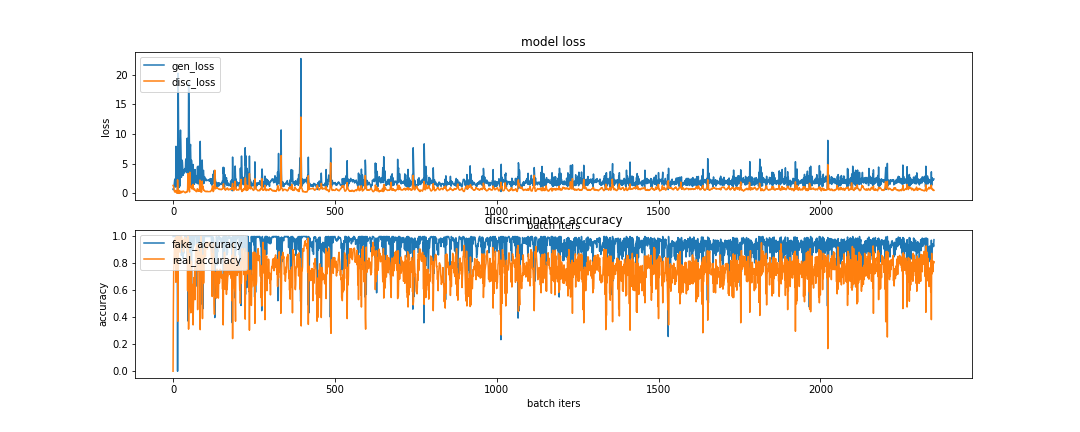 model loss
gen_loss
disc_loss
20
15
10
5
0
loss
0
500
1000
1500
2000
batch iters
discriminator accuracy
fake_accuracy
real_accuracy
1.0
0.8
0.6
0.4
0.2
0.0
accuracy
0
500
1000
1500
2000
batch iters